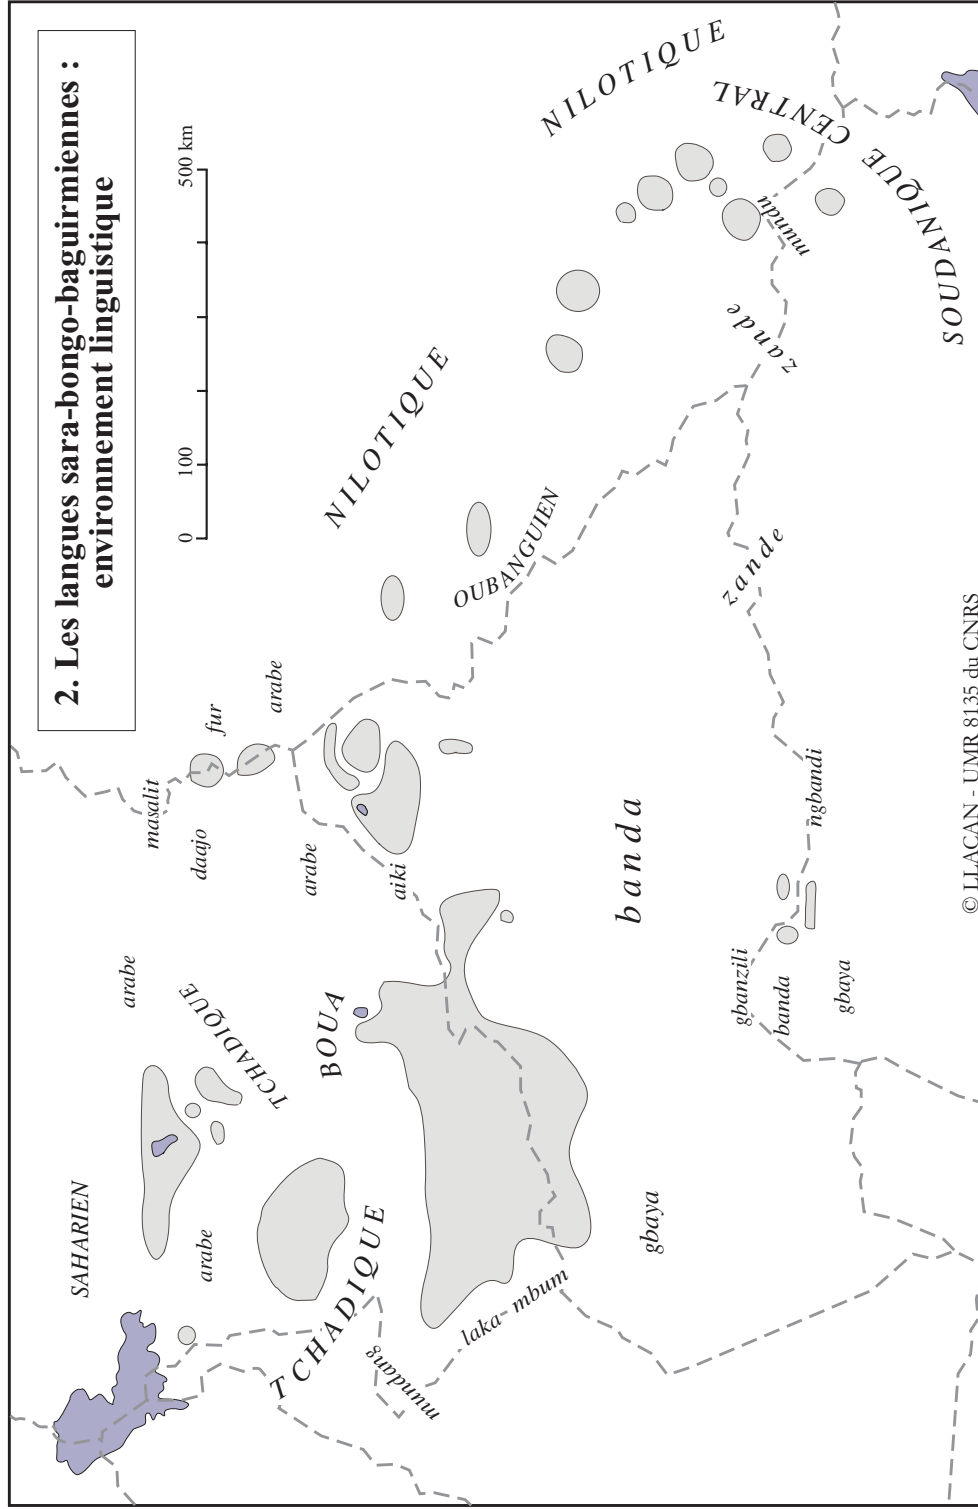 2. Les langues sara-bongo-baguirmiennes :
environnement linguistique
0
100
500 km
SAHARIEN
arabe
masalit
fur
arabe
daajo
arabe
TCHADIQUE
arabe
BOUA
aiki
TCHADIQUE
mundang
laka-mbum
gbaya
banda
gbanzili
banda
gbaya
ngbandi
NILOTIQUE
OUBANGUIEN
zande
zande
NILOTIQUE
mundu
SOUDANIQUE CENTRAL
© LLACAN - UMR 8135 du CNRS